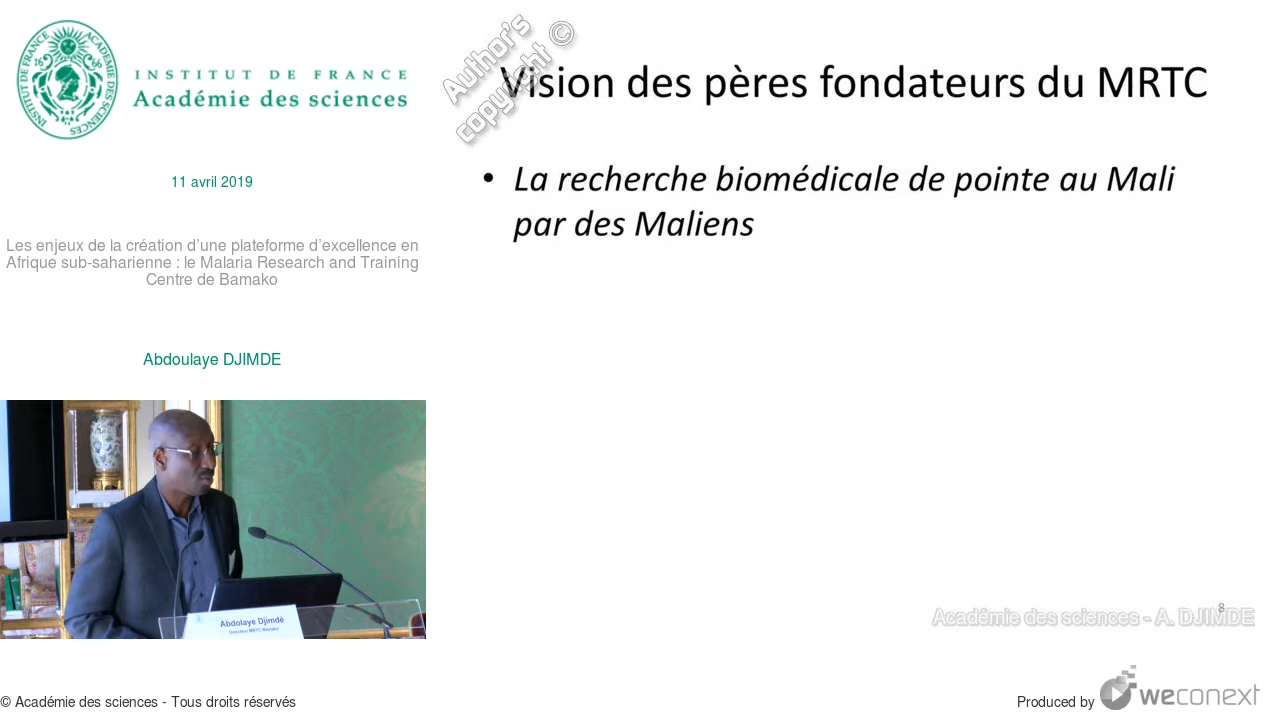 INSTITUT DE FRANCE
Académie des sciences
11 avril 2019
Les enjeux de la création d'une plateforme d'excellence en
Afrique sub-saharienne : le Malaria Research and Training
Centre de Bamako
Abdoulaye DJIMDE
Abdolaye Djimdé
Directeur MRTC Bamako
Author's
copyright ©
Vision des pères fondateurs du MRTC
• La recherche biomédicale de pointe au Mali
par des Maliens
8
Académie des sciences - A. DJIMDE
© Académie des sciences - Tous droits réservés
Produced by weconext